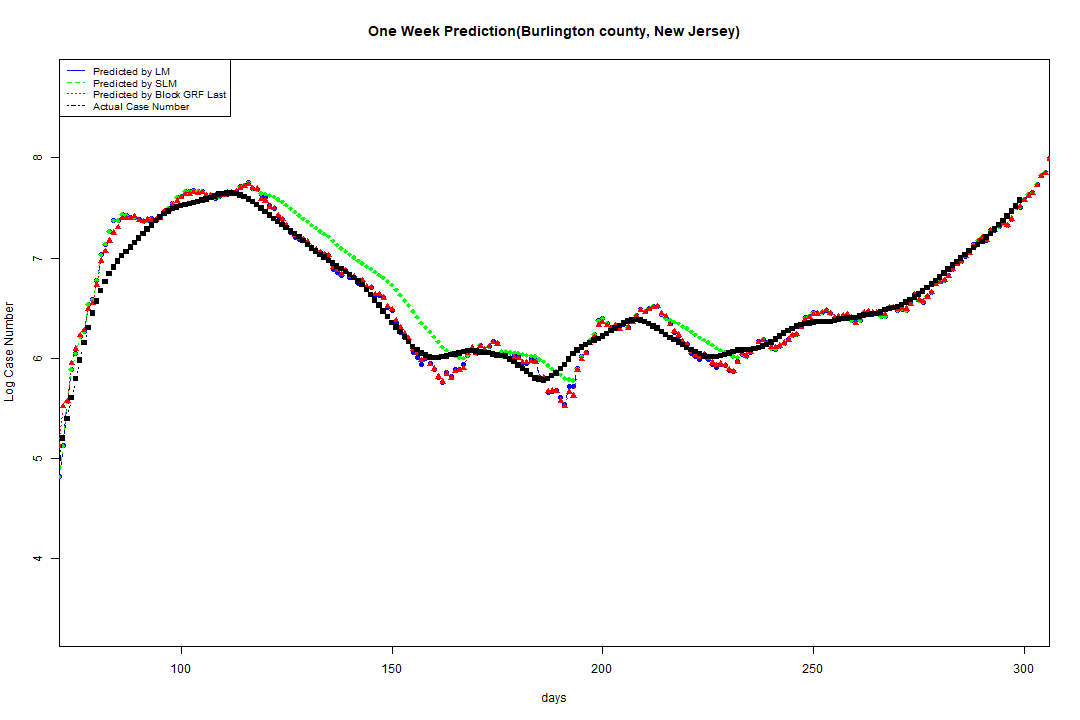 One Week Prediction(Burlington county, New Jersey)
Predicted by LM
Predicted by SLM
Predicted by Block GRF Last
Actual Case Number
8
7
6
5
4
Log Case Number
100 150 200 250 300
days